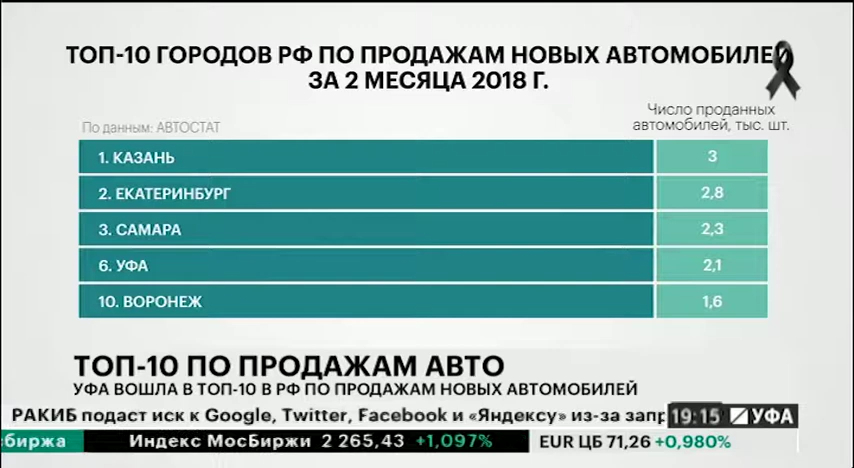 ТОП-10 ГОРОДОВ РФ ПО ПРОДАЖАМ НОВЫХ АВТОМОБИЛЕЙ
ЗА 2 МЕСЯЦА 2018 Г.
По данным: АВТОСТАТ
Число проданных
автомобилей, тыс. шт.
1. КАЗАНЬ 3
2. ЕКАТЕРИНБУРГ 2,8
3. САМАРА 2,3
6. УФА 2,1
10. ВОРОНЕЖ 1,6
ТОП-10 ПО ПРОДАЖАМ АВТО
УФА ВОШЛА В ТОП-10 В РФ ПО ПРОДАЖАМ НОВЫХ АВТОМОБИЛЕЙ
РАКИБ подаст иск к Google, Twitter, Facebook и «Яндексу» из-за запр 19:15 УФА
сбиржа Индекс МосБиржи 2 265,43 +1,097% EUR ЦБ 71,26 +0,980%